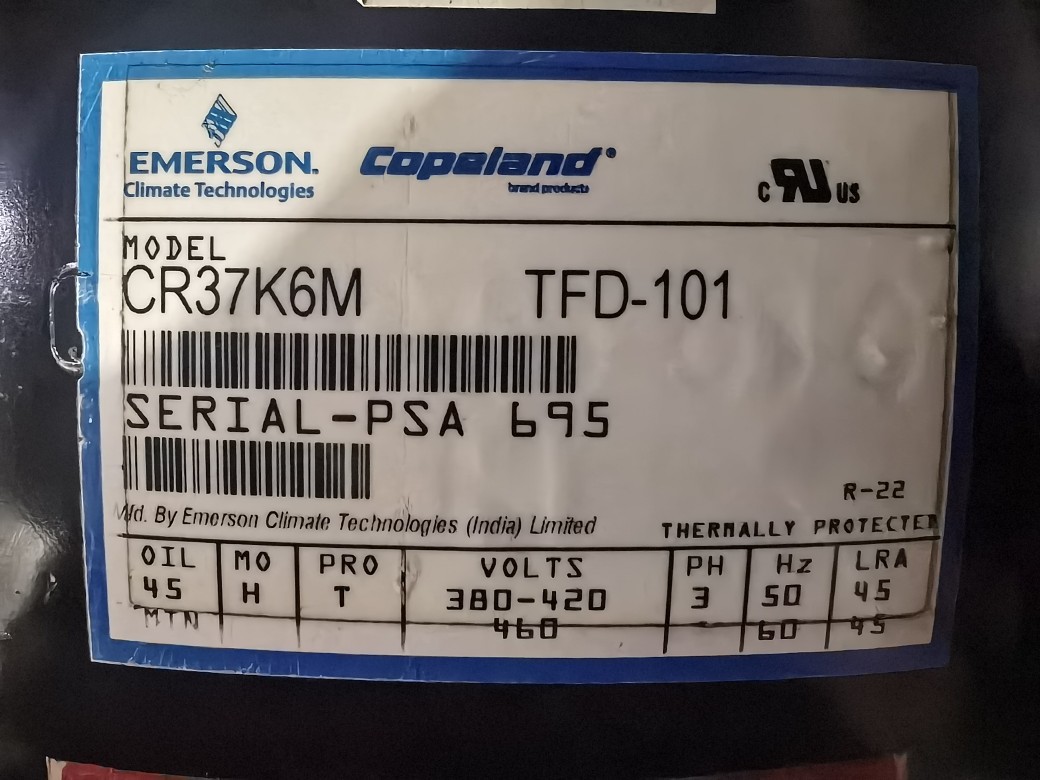 EMERSON.
Climate Technologies
Copeland®
brand products
C RU US
MODEL
CR37K6M TFD-101
SERIAL-PSA 695
R-22
Mfd. By Emerson Climate Technologies (India) Limited
THERMALLY PROTECTED
OIL MO PRO VOLTS PH Hz LRA
45 H T 380-420 3 50 45
MTN 460 60 45